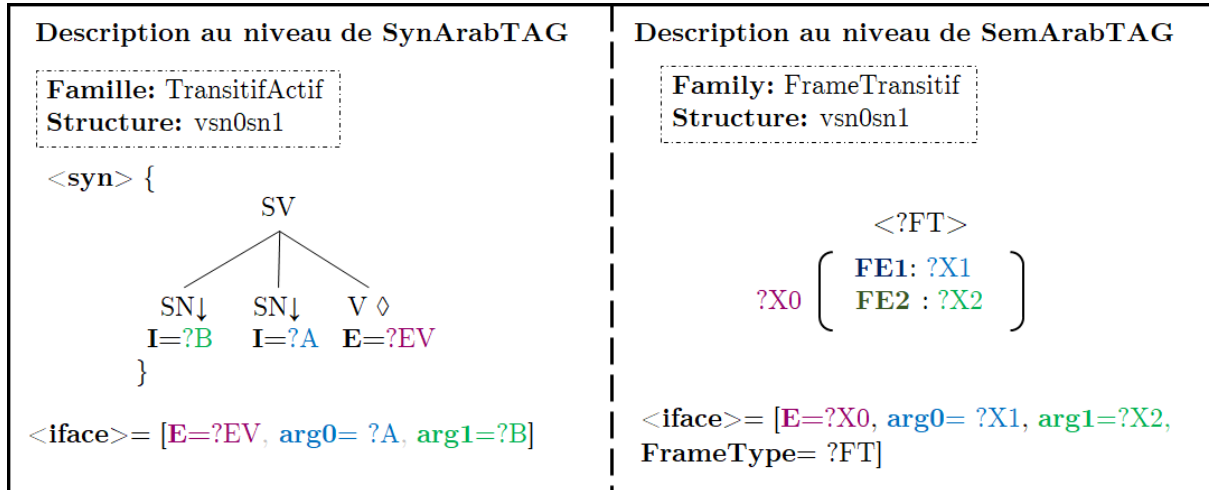 Description au niveau de SynArabTAG
Famille: TransitifActif
Structure: vsn0sn1
<syn> {
SV
SN↓ SN↓ V ◊
I=?B I=?A E=?EV
}
<iface>= [E=?EV, arg0= ?A, arg1=?B]
Description au niveau de SemArabTAG
Family: FrameTransitif
Structure: vsn0sn1
<?FT>
FE1: ?X1
?X0 FE2 : ?X2
<iface>= [E=?X0, arg0= ?X1, arg1=?X2,
FrameType= ?FT]